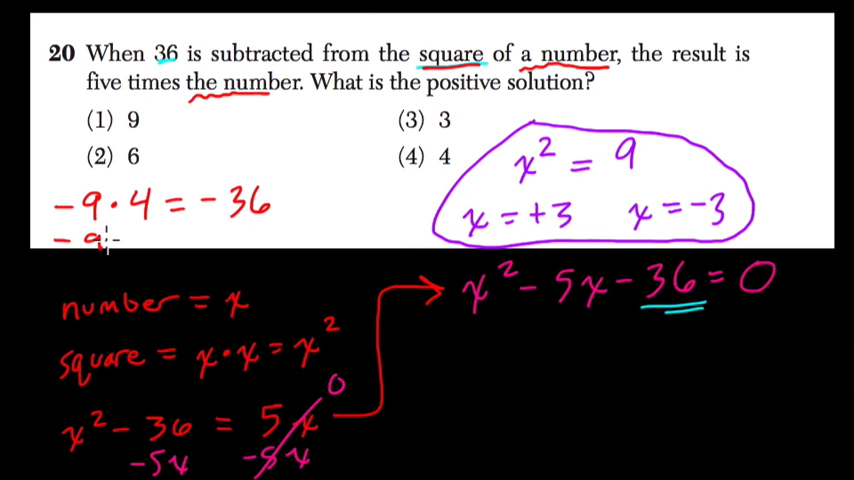 20 When 36 is subtracted from the square of a number, the result is
five times the number. What is the positive solution?
(1) 9
(3) 3
(2) 6
(4) 4
x² = 9
x = +3 x = -3
-9 · 4 = -36
- 9
x² - 5x - 36 = 0
number = x
square = x · x = x²
0
x² - 36 = 5x
-5x -5x